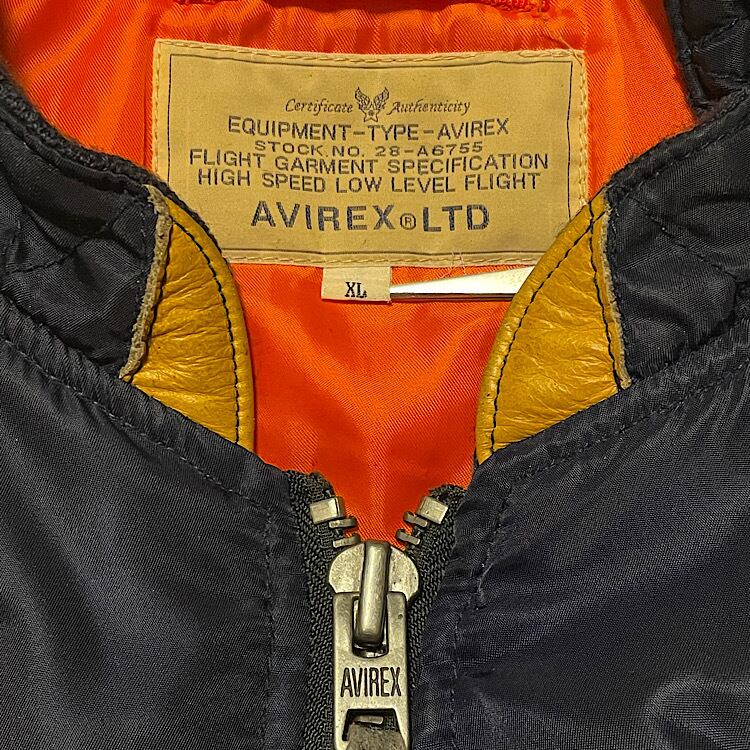 Certificate Authenticity
EQUIPMENT-TYPE-AVIREX
STOCK.NO. 28-A6755
FLIGHT GARMENT SPECIFICATION
HIGH SPEED LOW LEVEL FLIGHT
AVIREX® LTD
XL
AVIREX